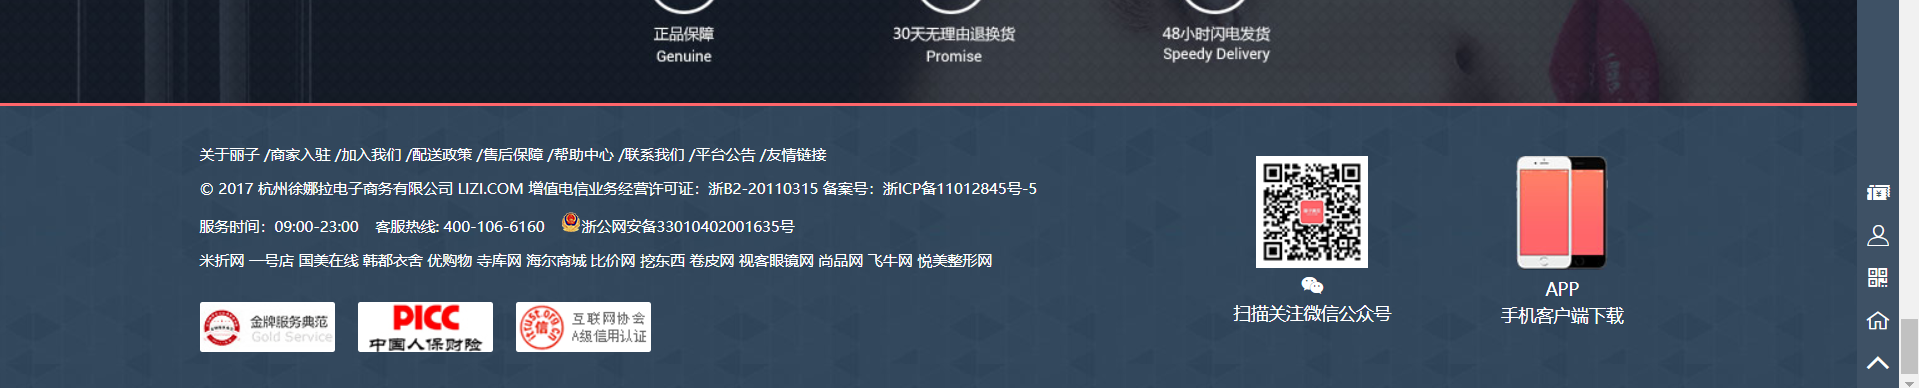 正品保障
Genuine
30天无理由退换货
Promise
48小时闪电发货
Speedy Delivery
关于丽子 /商家入驻 /加入我们 /配送政策 /售后保障 /帮助中心 /联系我们 /平台公告 /友情链接
© 2017 杭州徐娜拉电子商务有限公司 LIZI.COM 增值电信业务经营许可证：浙B2-20110315 备案号：浙ICP备11012845号-5
服务时间：09:00-23:00 客服热线: 400-106-6160 浙公网安备33010402001635号
米折网 一号店 国美在线 韩都衣舍 优购物 寺库网 海尔商城 比价网 挖东西 卷皮网 视客眼镜网 尚品网 飞牛网 悦美整形网
金牌服务典范
Gold Service
PICC
中国人保财险
itrust.org.cn
信
互联网协会
A级信用认证
扫描关注微信公众号
APP
手机客户端下载